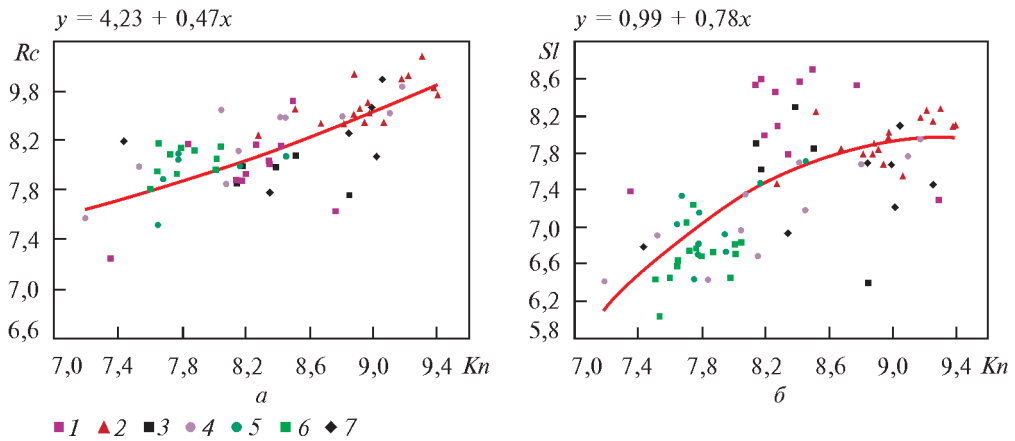 y = 4,23 + 0,47x
Rc
9,8
8,2
8,2
7,4
7,0
6,6
7,0 7,4 7,8 8,2 8,6 9,0 9,4 Kn
а
y = 0,99 + 0,78x
Sl
8,6
8,2
7,8
7,4
7,0
6,6
6,2
5,8
7,0 7,4 7,8 8,2 8,6 9,0 9,4 Kn
б
1 2 3 4 5 6 7